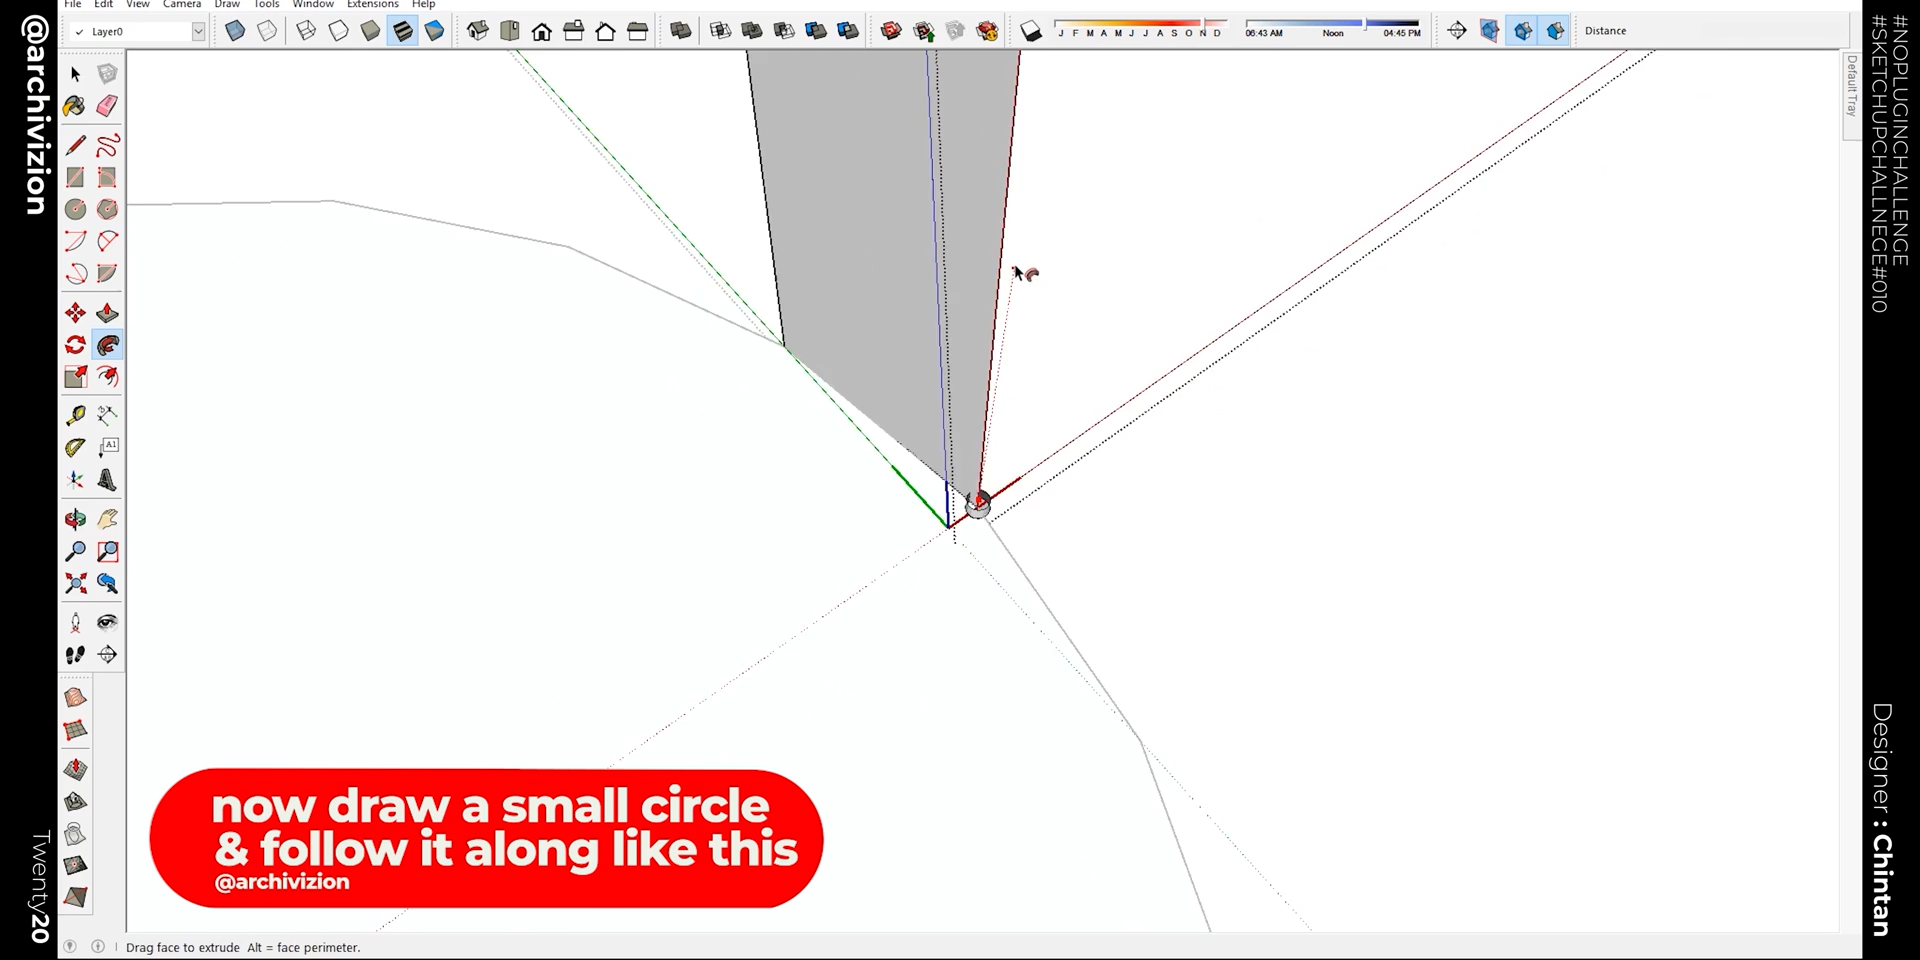 File Edit View Camera Draw Tools Window Extensions Help
Layer0
J F M A M J J A S O N D
06:43 AM Noon 04:45 PM
Distance
Default Tray
@archivizion
Twenty20
#NOPLUGINCHALLENGE
#SKETCHUPCHALLNEGE#010
Designer : Chintan
A1
now draw a small circle
& follow it along like this
@archivizion
Drag face to extrude Alt = face perimeter.